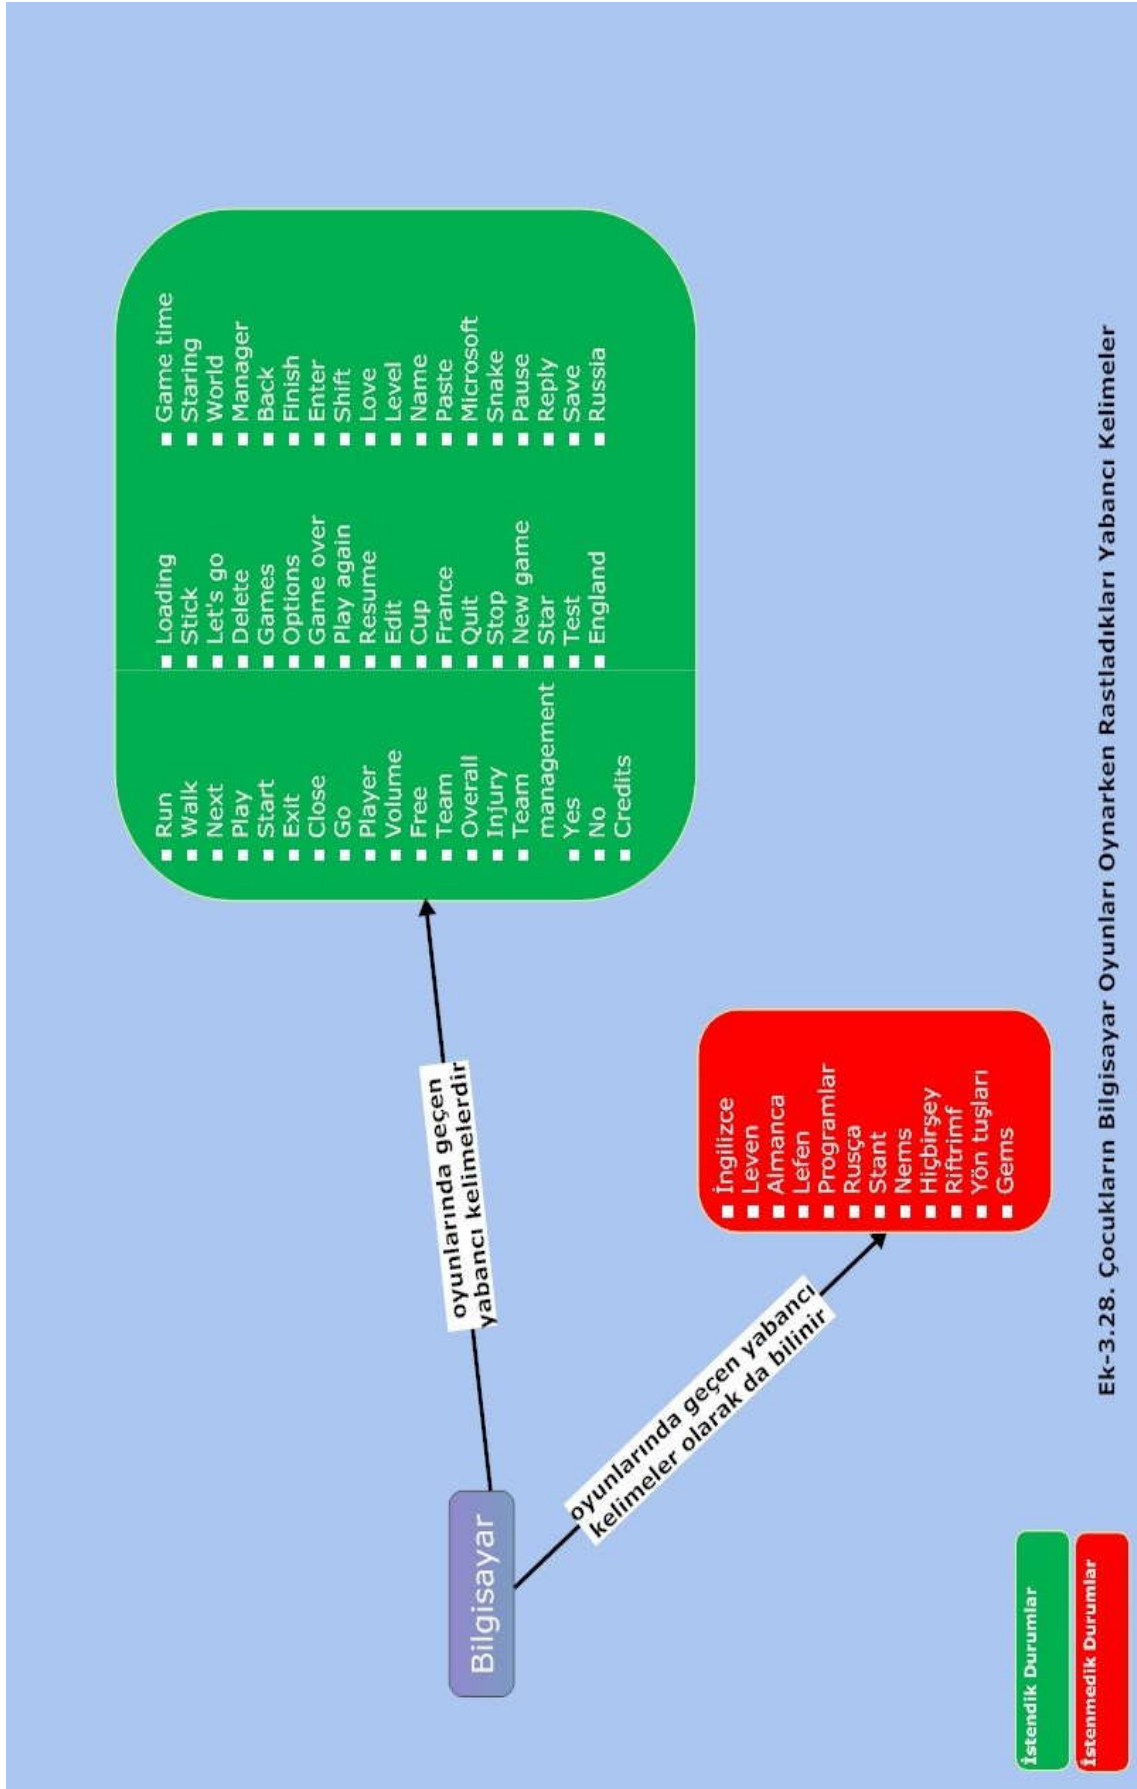 Bilgisayar
oyunlarında geçen
yabancı kelimelerdir
■ Run
■ Walk
■ Next
■ Play
■ Start
■ Exit
■ Close
■ Go
■ Player
■ Volume
■ Free
■ Team
■ Overall
■ Injury
■ Team
management
■ Yes
■ No
■ Credits
■ Loading
■ Stick
■ Let's go
■ Delete
■ Games
■ Options
■ Game over
■ Play again
■ Resume
■ Edit
■ Cup
■ France
■ Quit
■ Stop
■ New game
■ Star
■ Test
■ England
■ Game time
■ Staring
■ World
■ Manager
■ Back
■ Finish
■ Enter
■ Shift
■ Love
■ Level
■ Name
■ Paste
■ Microsoft
■ Snake
■ Pause
■ Reply
■ Save
■ Russia
oyunlarında geçen yabancı
kelimeler olarak da bilinir
■ İngilizce
■ Leven
■ Almanca
■ Lefen
■ Programlar
■ Rusça
■ Stant
■ Nems
■ Hiçbirşey
■ Riftrimf
■ Yön tuşları
■ Gems
İstendik Durumlar
İstenmedik Durumlar
Ek-3.28. Çocukların Bilgisayar Oyunları Oynarken Rastladıkları Yabancı Kelimeler